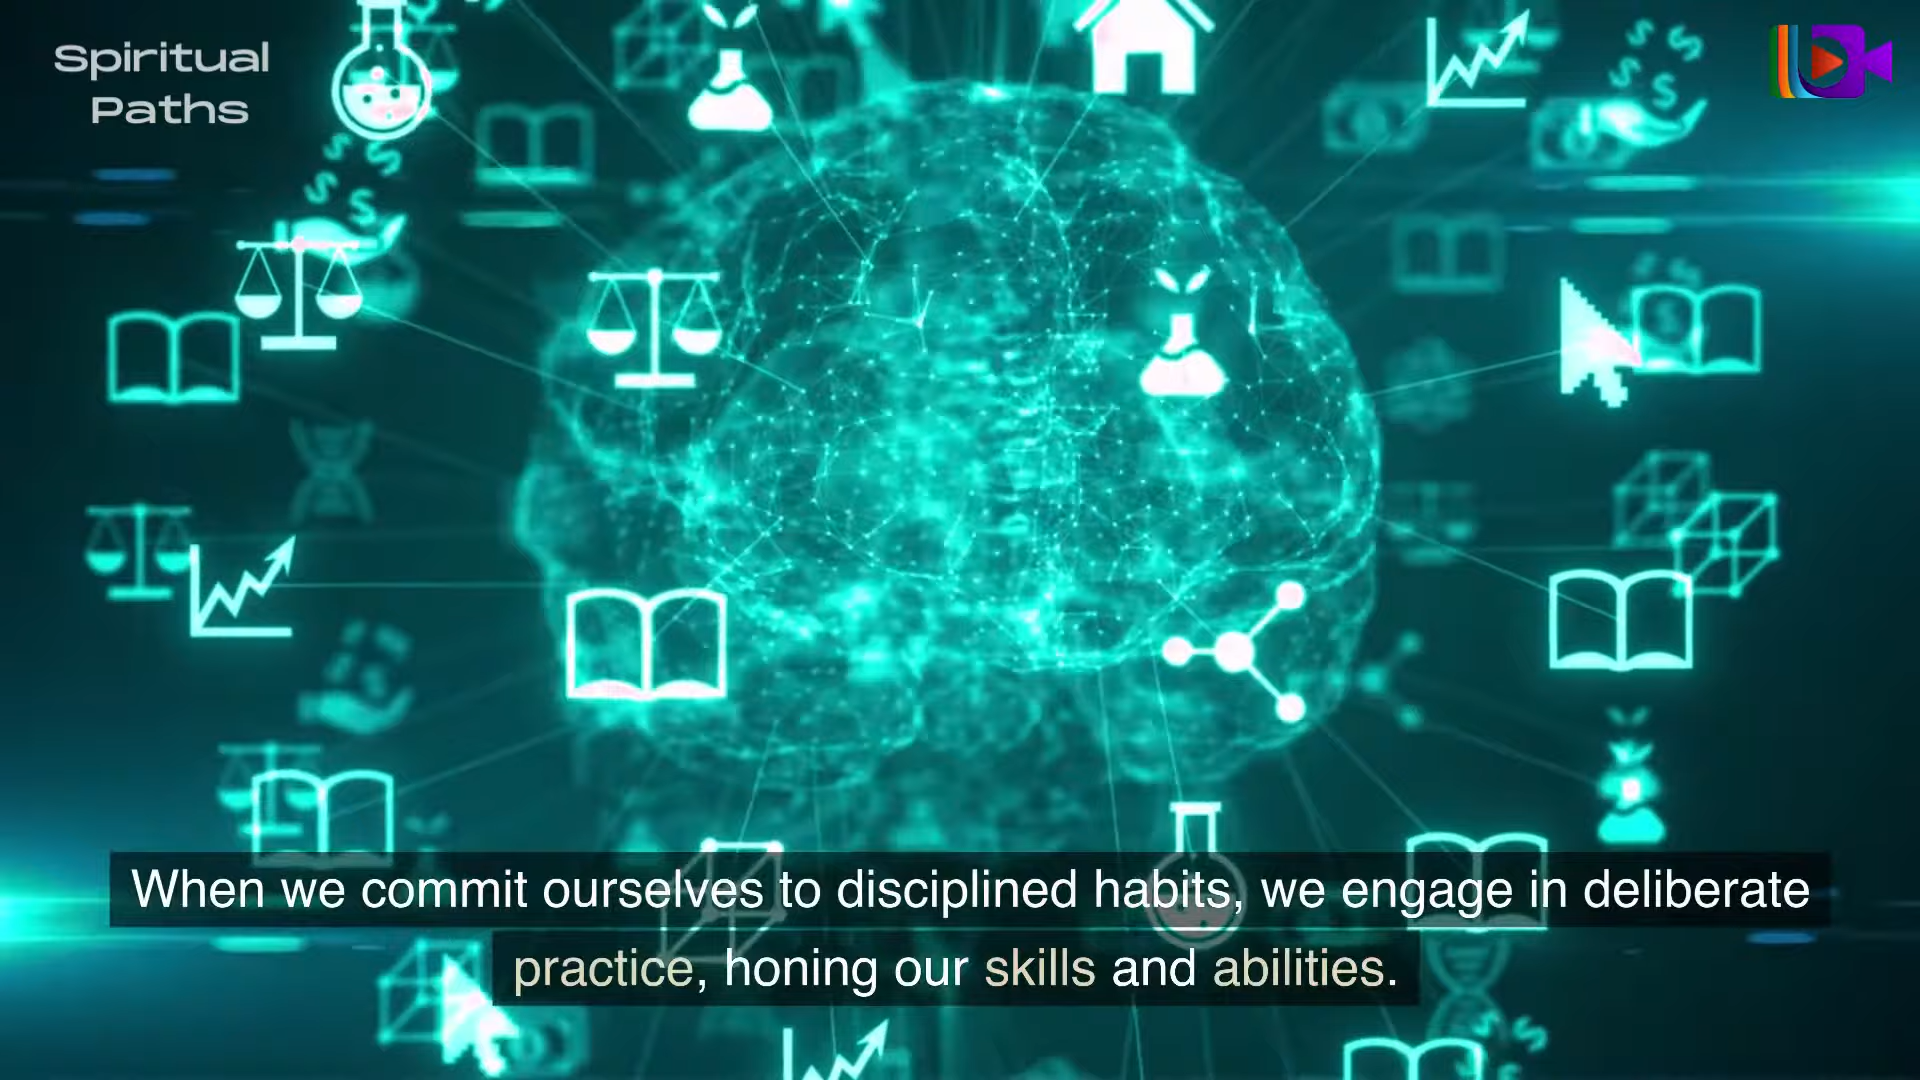 Spiritual
Paths
When we commit ourselves to disciplined habits, we engage in deliberate
practice, honing our skills and abilities.